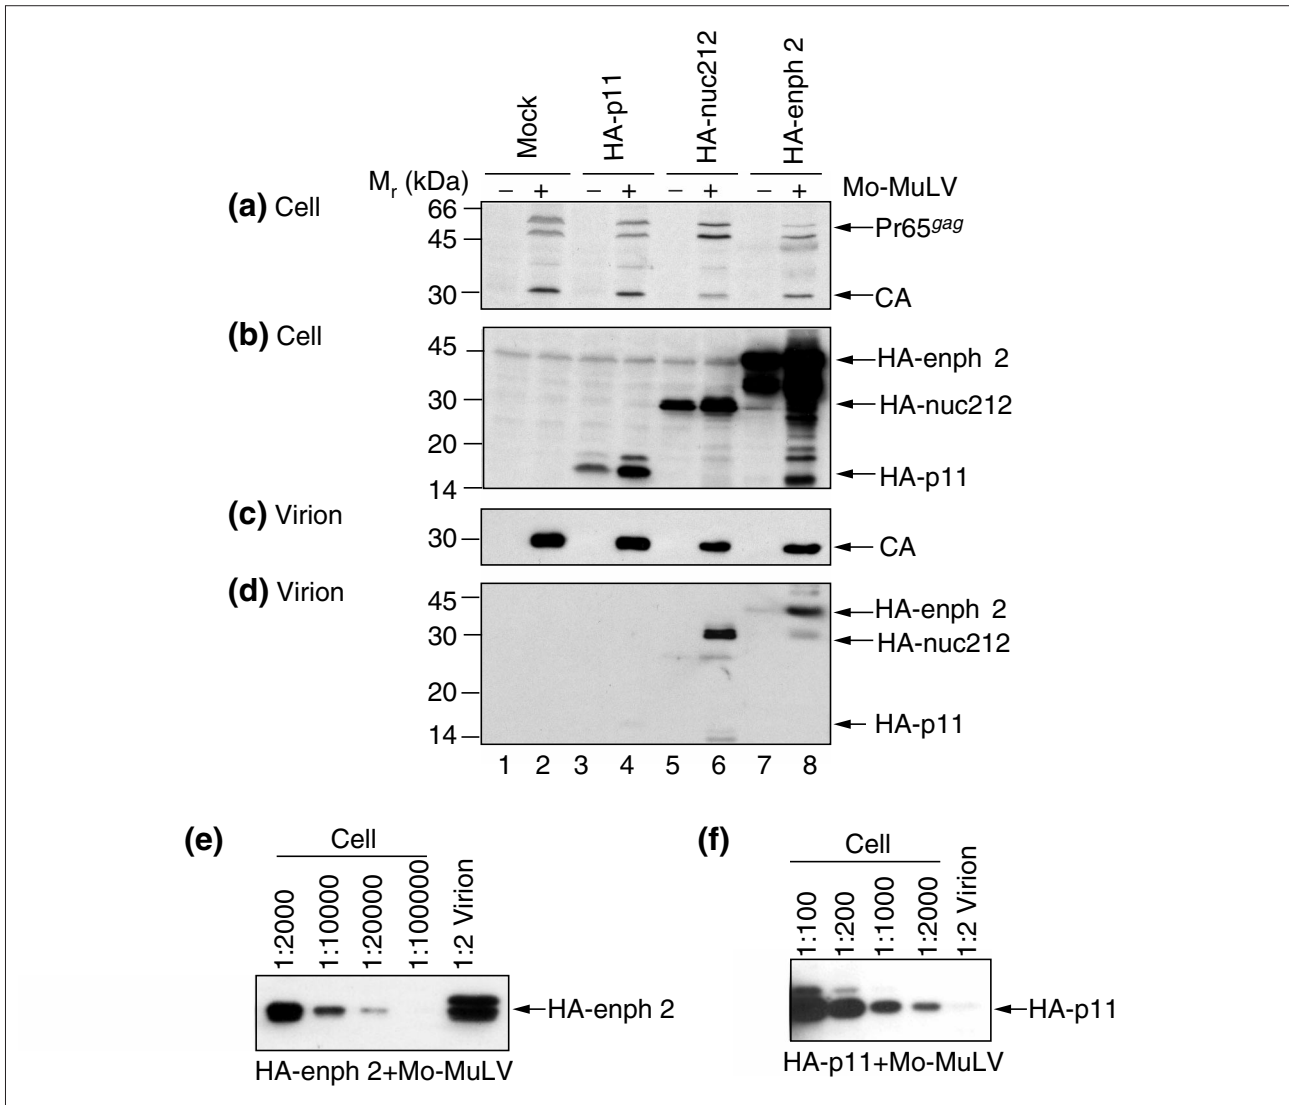 Mock
HA-p11
HA-nuc212
HA-enph 2
Mr (kDa) − + − + − + − + Mo-MuLV
(a) Cell
66
45
30
Pr65gag
CA
(b) Cell
45
30
20
14
HA-enph 2
HA-nuc212
HA-p11
(c) Virion
30
CA
(d) Virion
45
30
20
14
HA-enph 2
HA-nuc212
HA-p11
1 2 3 4 5 6 7 8
(e)
Cell
1:2000
1:10000
1:20000
1:100000
1:2 Virion
HA-enph 2
HA-enph 2+Mo-MuLV
(f)
Cell
1:100
1:200
1:1000
1:2000
1:2 Virion
HA-p11
HA-p11+Mo-MuLV